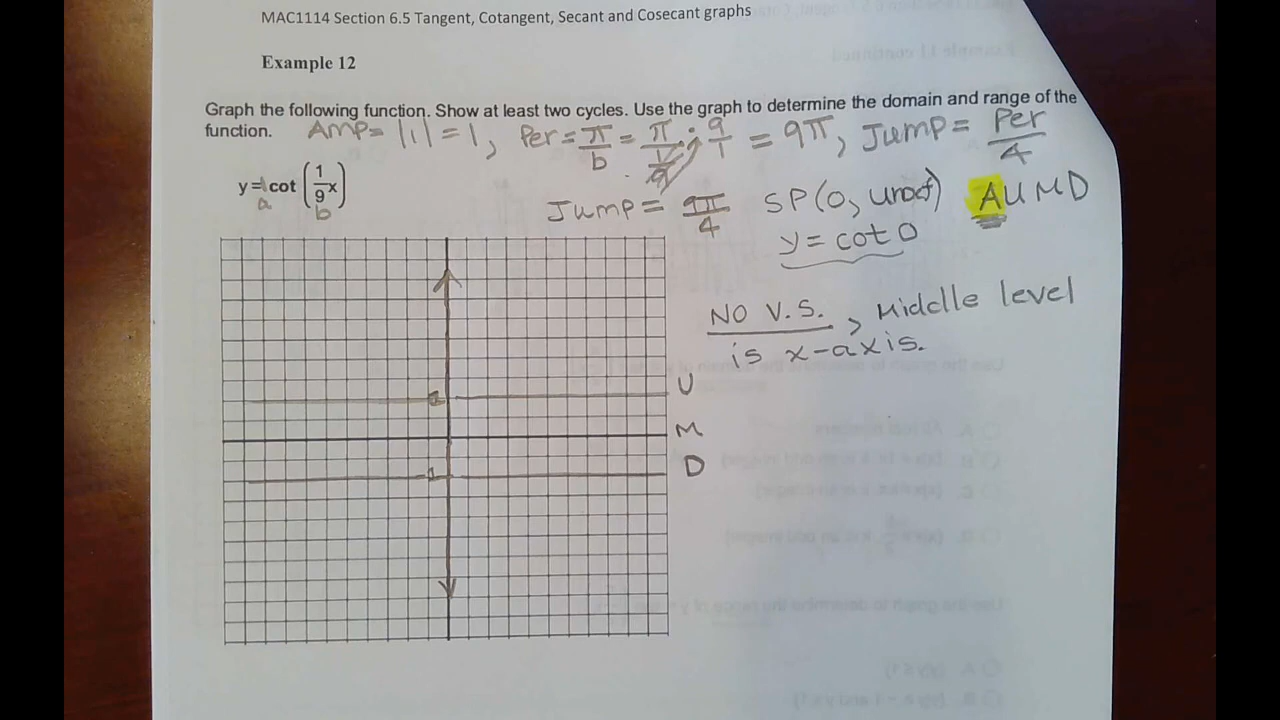 MAC1114 Section 6.5 Tangent, Cotangent, Secant and Cosecant graphs
Example 12
Graph the following function. Show at least two cycles. Use the graph to determine the domain and range of the
function. AMP = |1| = 1, Per = π/b = π/(1/9) · 9/1 = 9π, Jump = Per/4
y = cot (1/9 x)
a b
Jump = 9π/4 SP(0, undf) AUMD
y = cot 0
NO V.S., Middle level
is x-axis.
U
1
M
-1 D